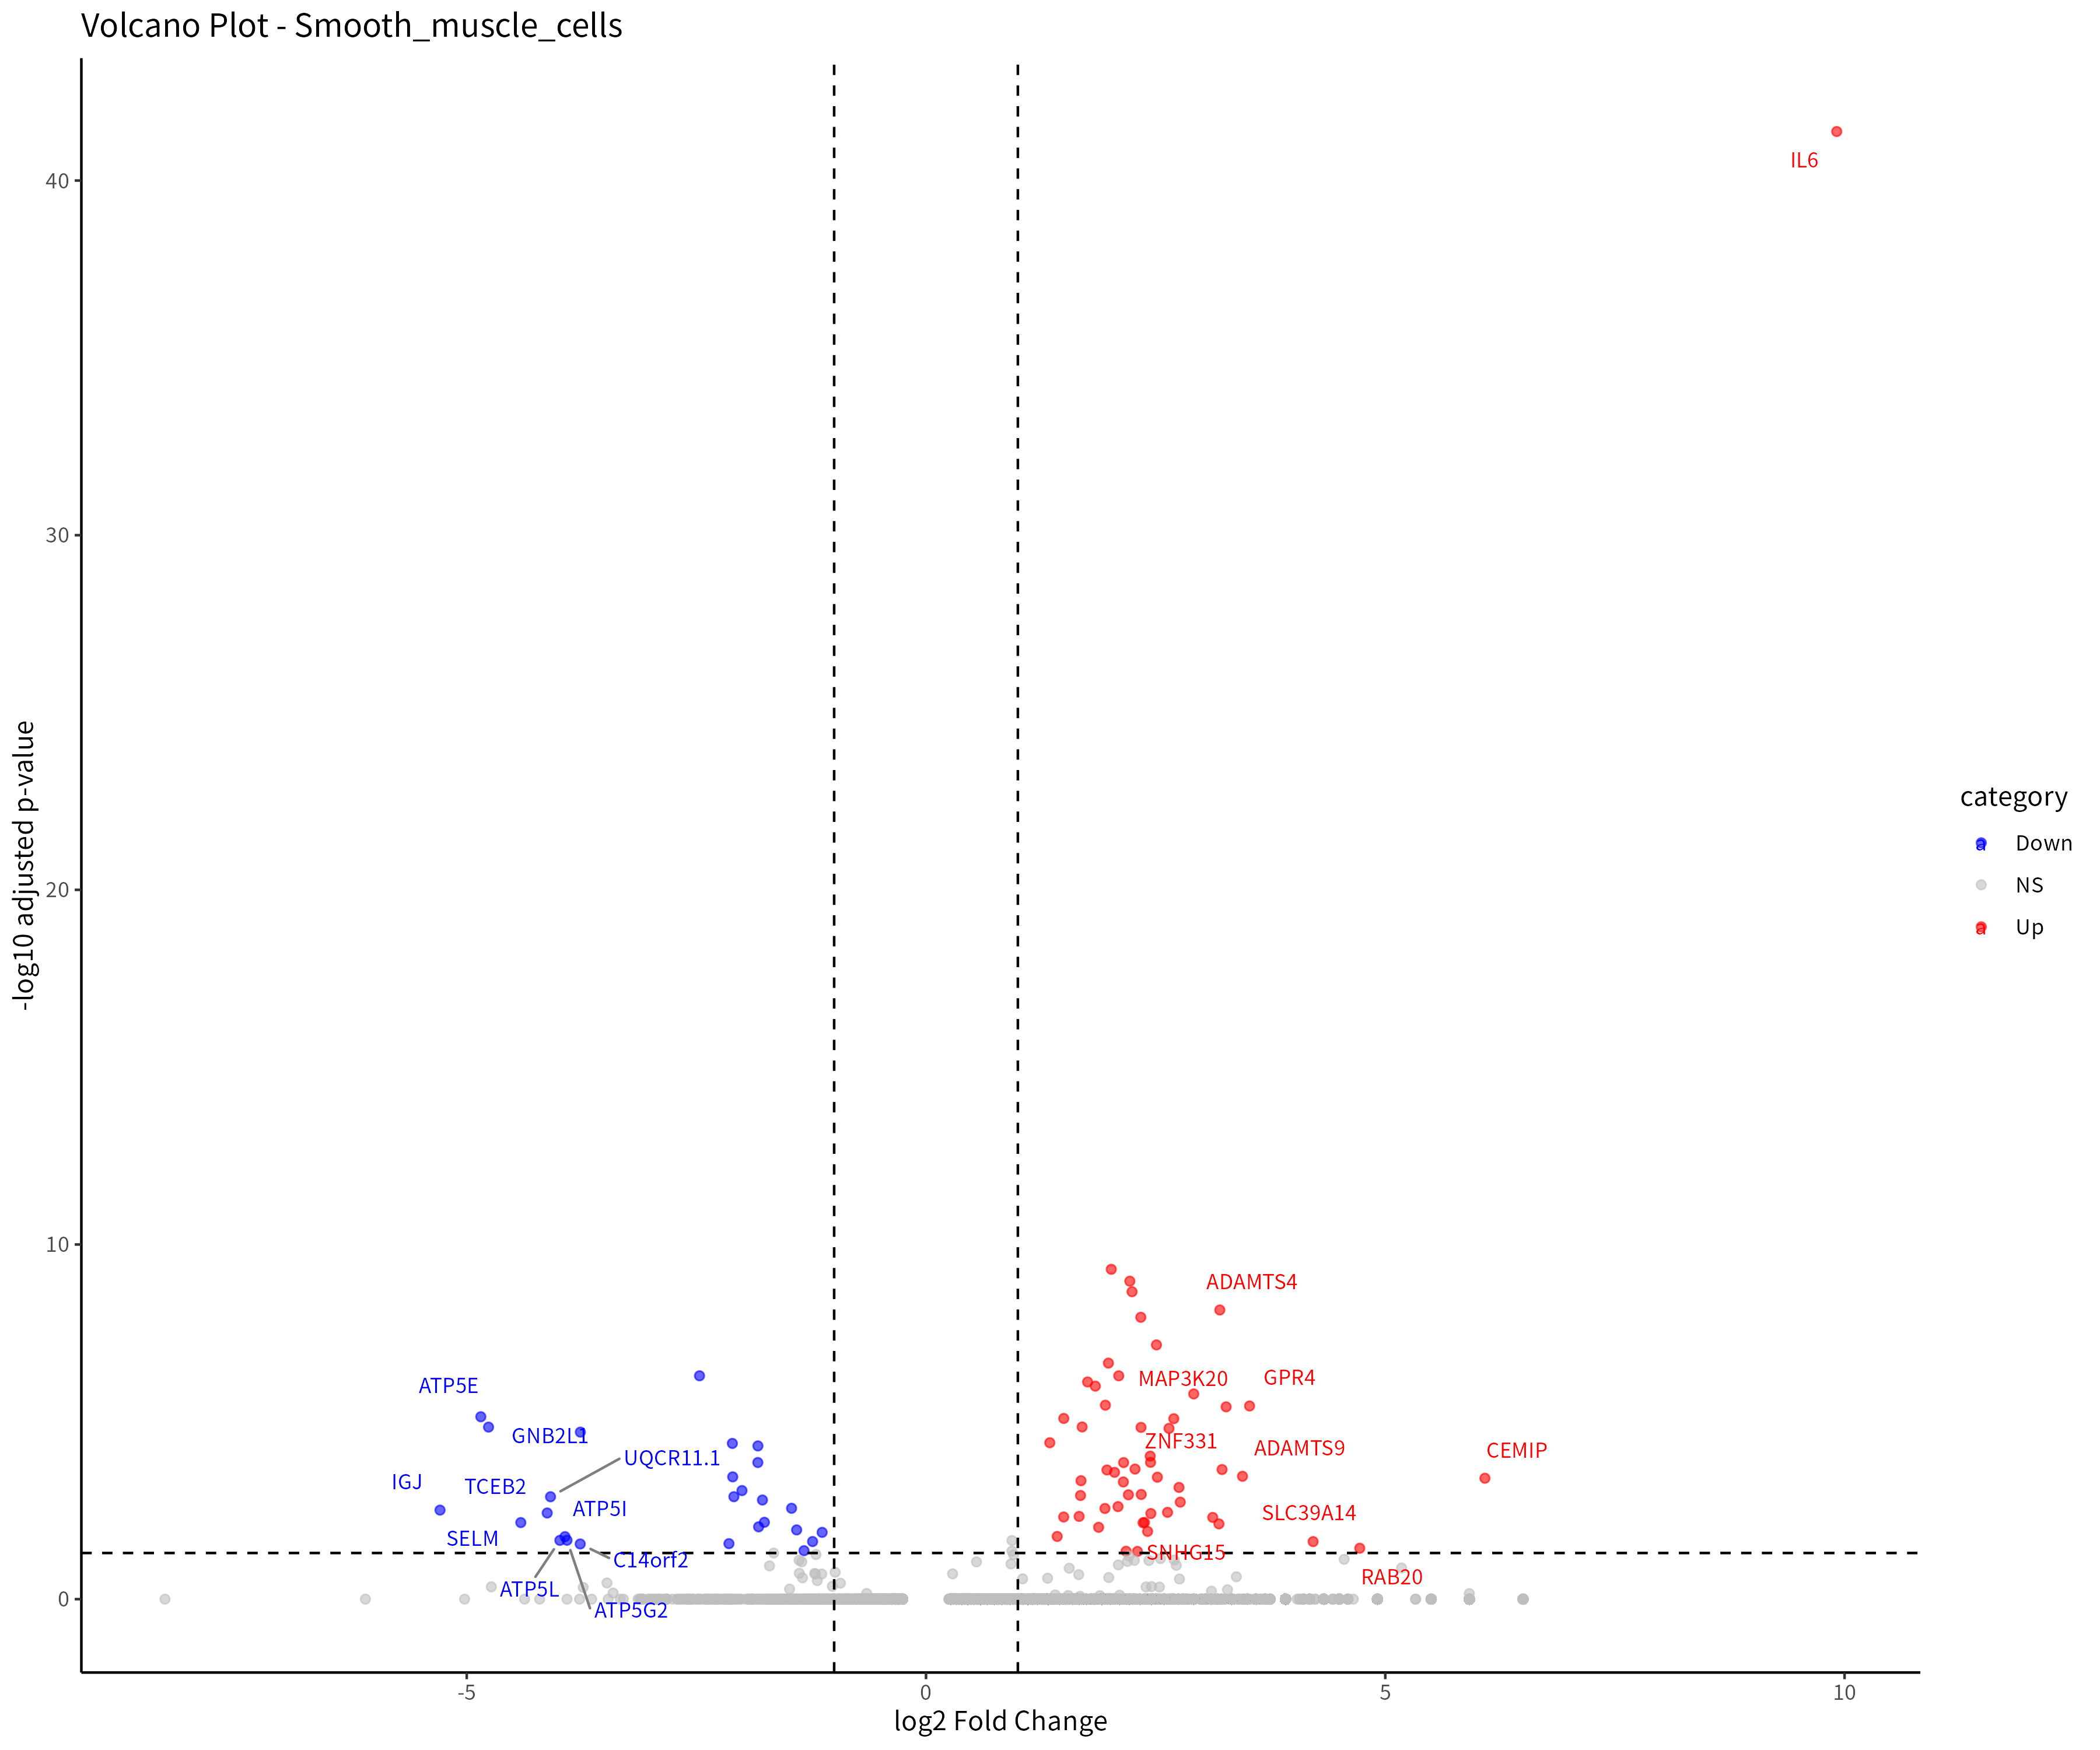 Volcano Plot - Smooth_muscle_cells
-log10 adjusted p-value
40
30
20
10
0
IL6
ADAMTS4
MAP3K20
GPR4
ZNF331
ADAMTS9
CEMIP
SLC39A14
SNHG15
RAB20
ATP5E
GNB2L1
UQCR11.1
IGJ
TCEB2
ATP5I
SELM
C14orf2
ATP5L
ATP5G2
-5
0
5
10
log2 Fold Change
category
a Down
NS
a Up